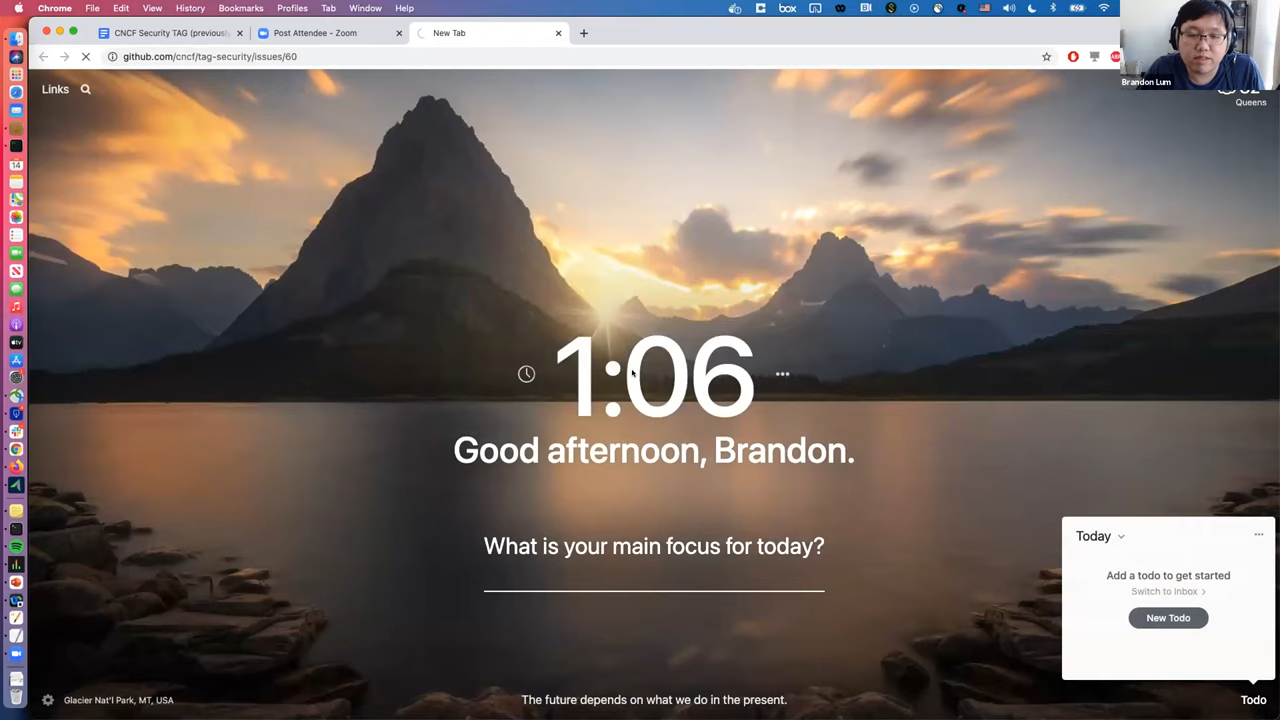 Chrome File Edit View History Bookmarks Profiles Tab Window Help
box
CNCF Security TAG (previously
Post Attendee - Zoom
New Tab
github.com/cncf/tag-security/issues/60
Brandon Lum
Links
Queens
14
1:06
Good afternoon, Brandon.
What is your main focus for today?
Today
Add a todo to get started
Switch to Inbox >
New Todo
Glacier Nat'l Park, MT, USA
The future depends on what we do in the present.
Todo